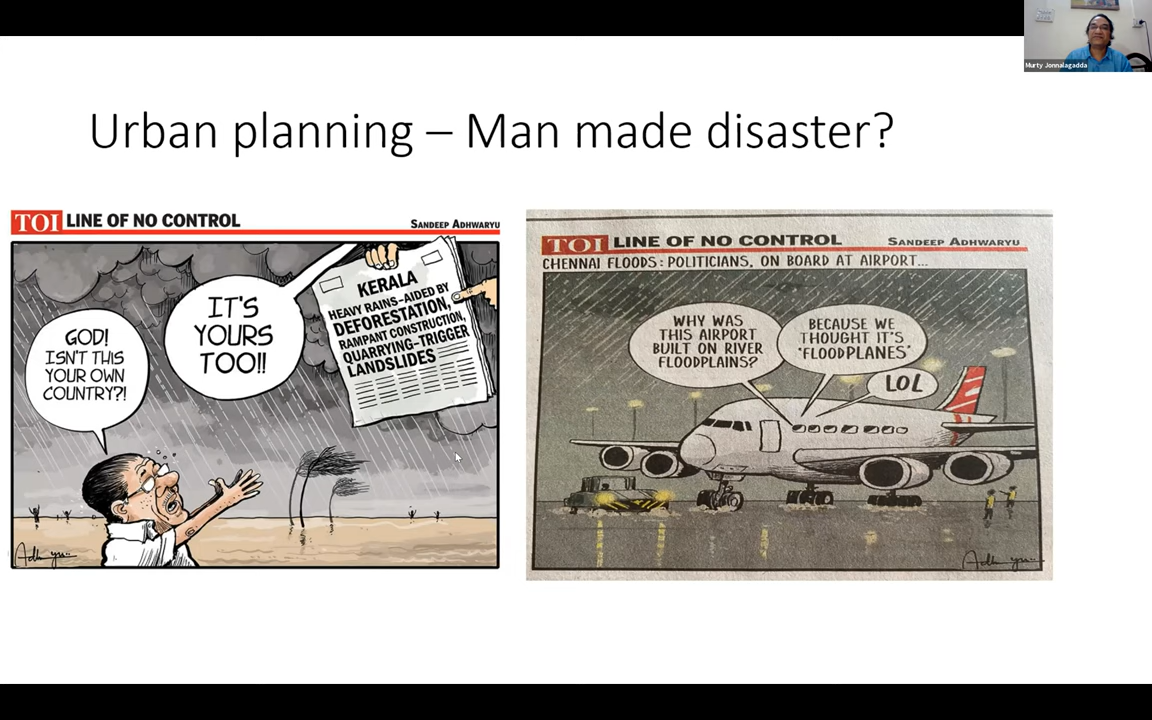 Murty Jonnalagadda
Urban planning – Man made disaster?
TOI LINE OF NO CONTROL
SANDEEP ADHWARYU
GOD!
ISN'T THIS
YOUR OWN
COUNTRY?!
IT'S
YOURS
TOO!!
KERALA
HEAVY RAINS-AIDED BY
DEFORESTATION,
RAMPANT CONSTRUCTION,
QUARRYING-TRIGGER
LANDSLIDES
TOI LINE OF NO CONTROL
SANDEEP ADHWARYU
CHENNAI FLOODS: POLITICIANS, ON BOARD AT AIRPORT...
WHY WAS
THIS AIRPORT
BUILT ON RIVER
FLOODPLAINS?
BECAUSE WE
THOUGHT IT'S
'FLOODPLANES'
LOL